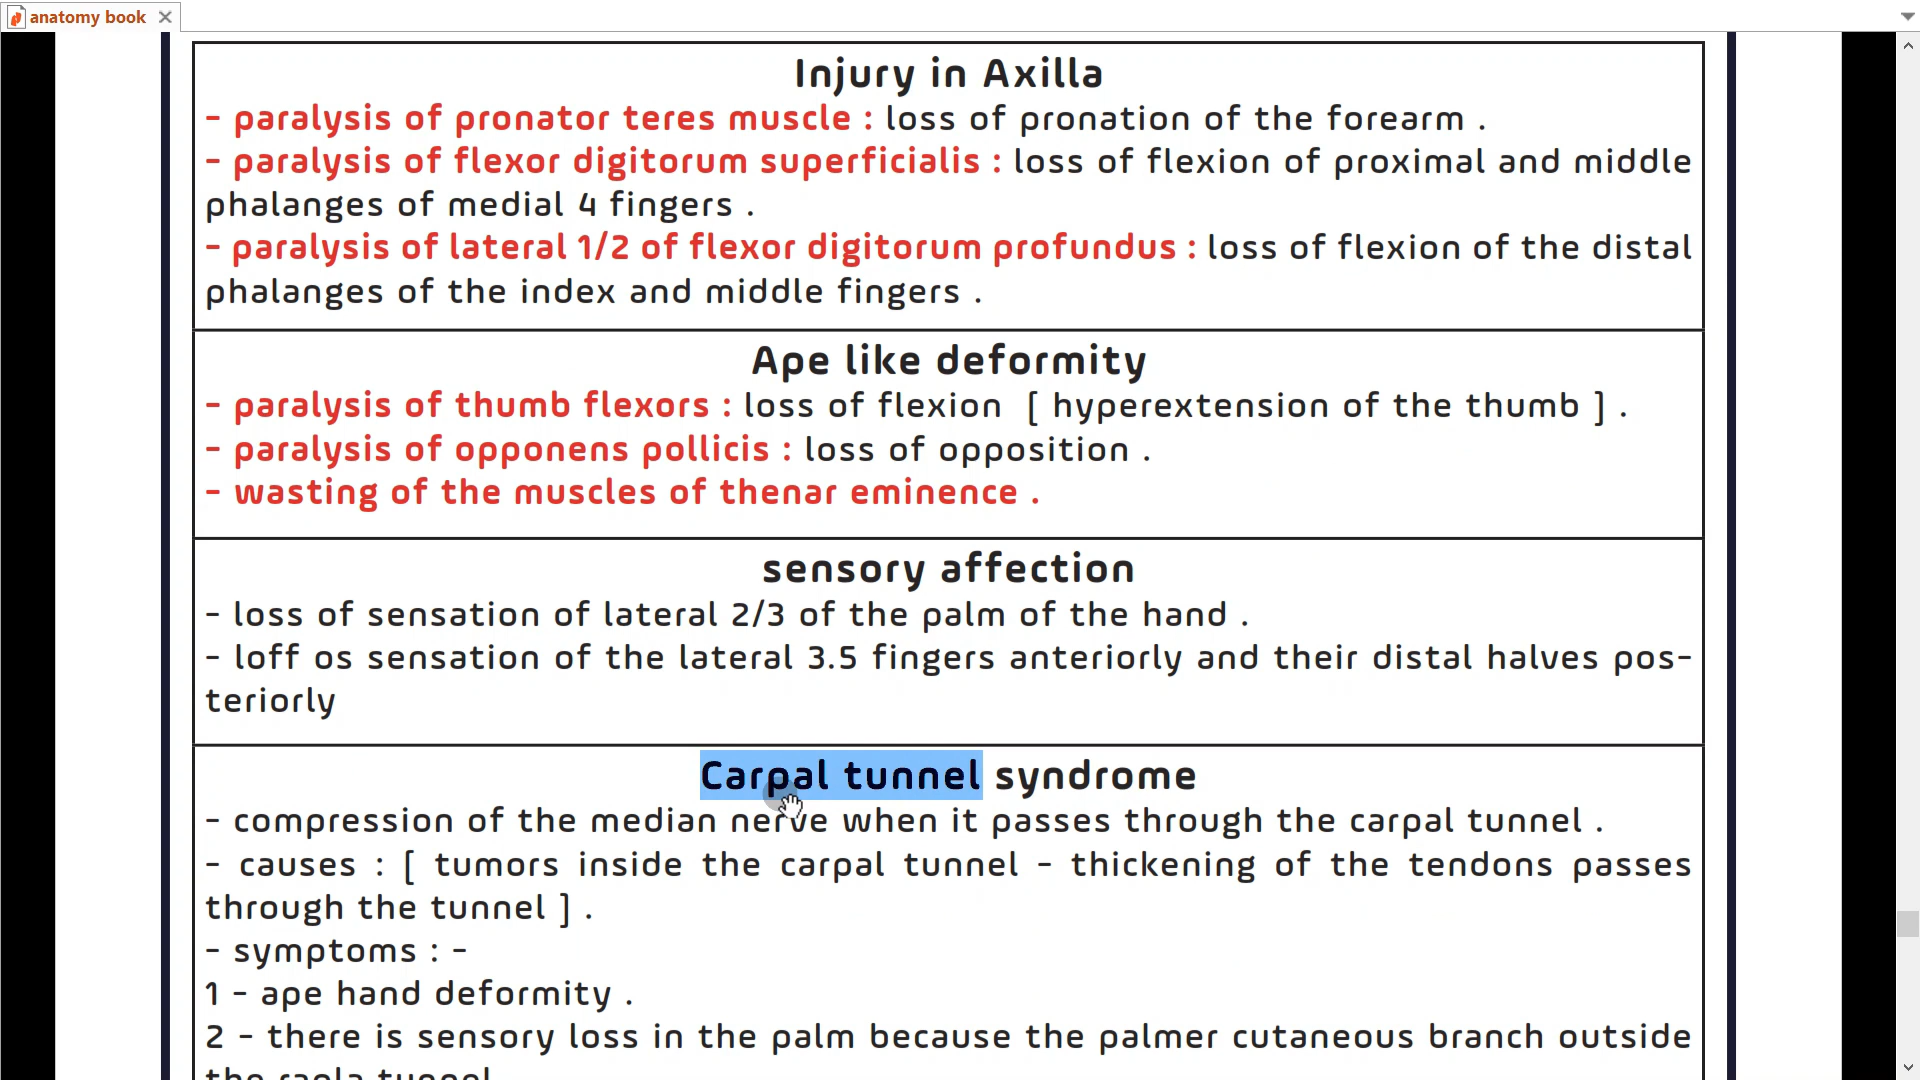 anatomy book
Injury in Axilla
- paralysis of pronator teres muscle : loss of pronation of the forearm .
- paralysis of flexor digitorum superficialis : loss of flexion of proximal and middle
phalanges of medial 4 fingers .
- paralysis of lateral 1/2 of flexor digitorum profundus : loss of flexion of the distal
phalanges of the index and middle fingers .
Ape like deformity
- paralysis of thumb flexors : loss of flexion [ hyperextension of the thumb ] .
- paralysis of opponens pollicis : loss of opposition .
- wasting of the muscles of thenar eminence .
sensory affection
- loss of sensation of lateral 2/3 of the palm of the hand .
- loff os sensation of the lateral 3.5 fingers anteriorly and their distal halves pos-
teriorly
Carpal tunnel syndrome
- compression of the median nerve when it passes through the carpal tunnel .
- causes : [ tumors inside the carpal tunnel - thickening of the tendons passes
through the tunnel ] .
- symptoms : -
1 - ape hand deformity .
2 - there is sensory loss in the palm because the palmer cutaneous branch outside